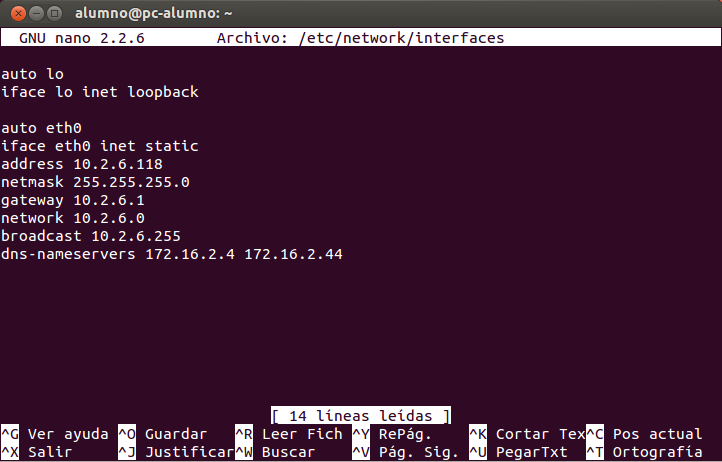 alumno@pc-alumno: ~
GNU nano 2.2.6 Archivo: /etc/network/interfaces
auto lo
iface lo inet loopback
auto eth0
iface eth0 inet static
address 10.2.6.118
netmask 255.255.255.0
gateway 10.2.6.1
network 10.2.6.0
broadcast 10.2.6.255
dns-nameservers 172.16.2.4 172.16.2.44
[ 14 líneas leídas ]
^G Ver ayuda ^O Guardar ^R Leer Fich ^Y RePág. ^K Cortar Tex^C Pos actual
^X Salir ^J Justificar^W Buscar ^V Pág. Sig. ^U PegarTxt ^T Ortografía